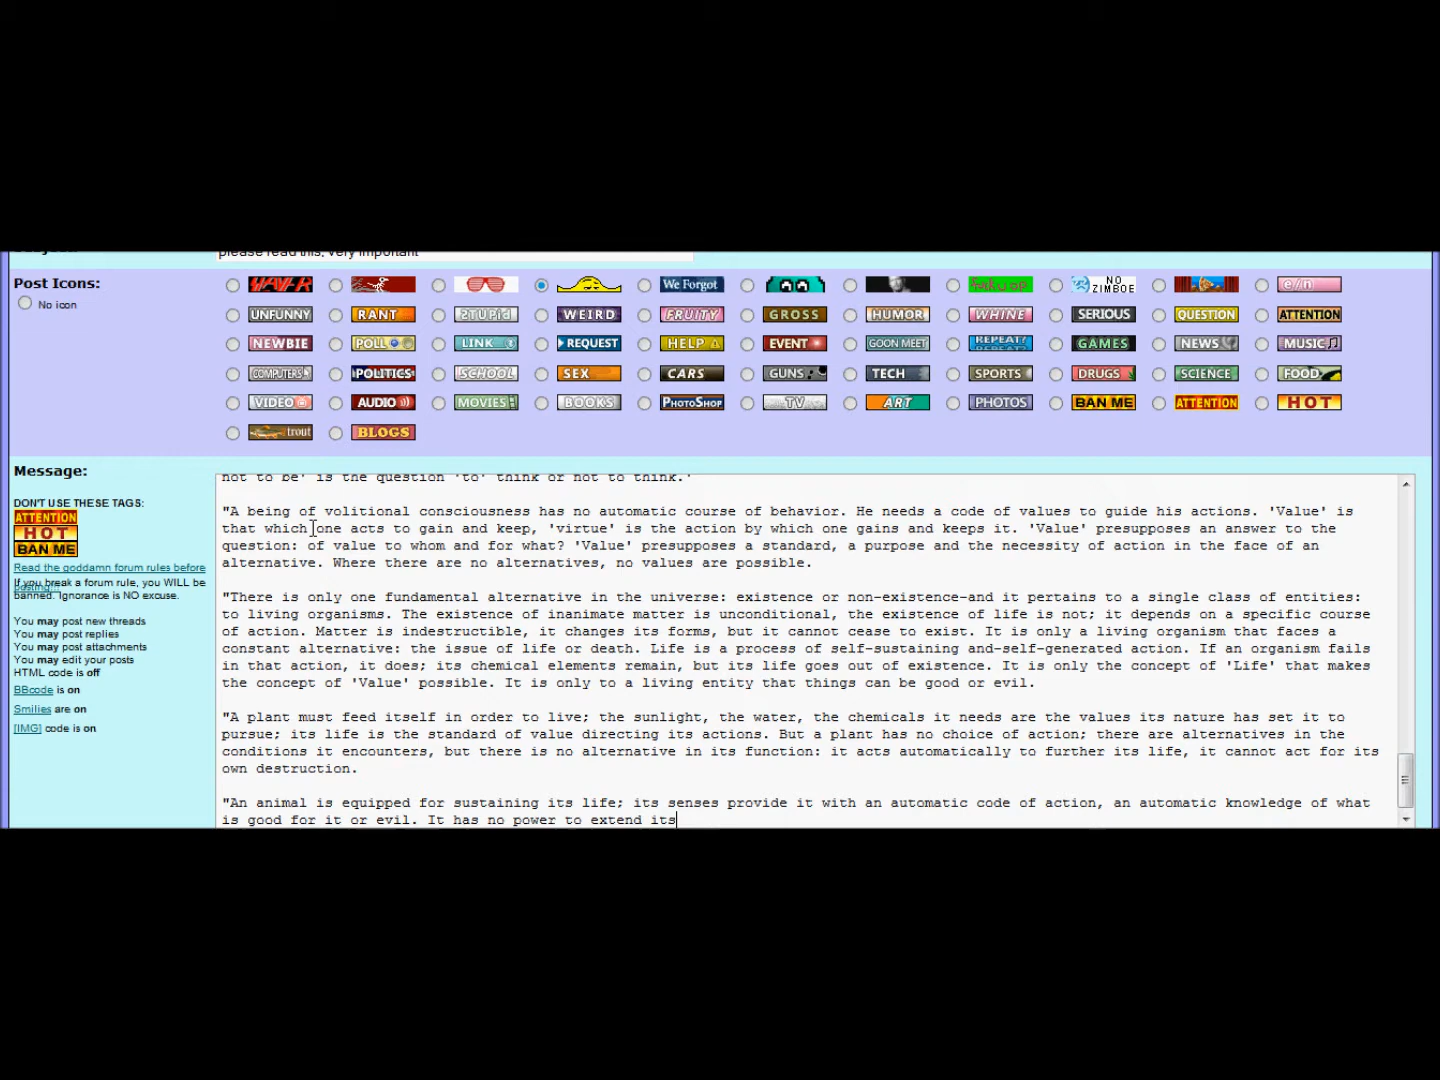 please read this, very important
Post Icons:
No icon
We Forgot
NO ZIMBOE
e/n
UNFUNNY RANT STUPID WEIRD FRUITY GROSS HUMOR WHINE SERIOUS QUESTION ATTENTION
NEWBIE POLL LINK REQUEST HELP EVENT GOON MEET REPEAT? REPEAT? GAMES NEWS MUSIC
COMPUTERS POLITICS SCHOOL SEX CARS GUNS TECH SPORTS DRUGS SCIENCE FOOD
VIDEO AUDIO MOVIES BOOKS PHOTOSHOP TV ART PHOTOS BAN ME ATTENTION HOT
trout BLOGS
Message:
DON'T USE THESE TAGS:
ATTENTION
HOT
BAN ME
Read the goddamn forum rules before
posting!!!
If you break a forum rule, you WILL be
banned. Ignorance is NO excuse.
You may post new threads
You may post replies
You may post attachments
You may edit your posts
HTML code is off
BBcode is on
Smilies are on
[IMG] code is on
not to be' is the question 'to' think or not to think.'
"A being of volitional consciousness has no automatic course of behavior. He needs a code of values to guide his actions. 'Value' is
that which one acts to gain and keep, 'virtue' is the action by which one gains and keeps it. 'Value' presupposes an answer to the
question: of value to whom and for what? 'Value' presupposes a standard, a purpose and the necessity of action in the face of an
alternative. Where there are no alternatives, no values are possible.
"There is only one fundamental alternative in the universe: existence or non-existence-and it pertains to a single class of entities:
to living organisms. The existence of inanimate matter is unconditional, the existence of life is not; it depends on a specific course
of action. Matter is indestructible, it changes its forms, but it cannot cease to exist. It is only a living organism that faces a
constant alternative: the issue of life or death. Life is a process of self-sustaining and-self-generated action. If an organism fails
in that action, it does; its chemical elements remain, but its life goes out of existence. It is only the concept of 'Life' that makes
the concept of 'Value' possible. It is only to a living entity that things can be good or evil.
"A plant must feed itself in order to live; the sunlight, the water, the chemicals it needs are the values its nature has set it to
pursue; its life is the standard of value directing its actions. But a plant has no choice of action; there are alternatives in the
conditions it encounters, but there is no alternative in its function: it acts automatically to further its life, it cannot act for its
own destruction.
"An animal is equipped for sustaining its life; its senses provide it with an automatic code of action, an automatic knowledge of what
is good for it or evil. It has no power to extend its